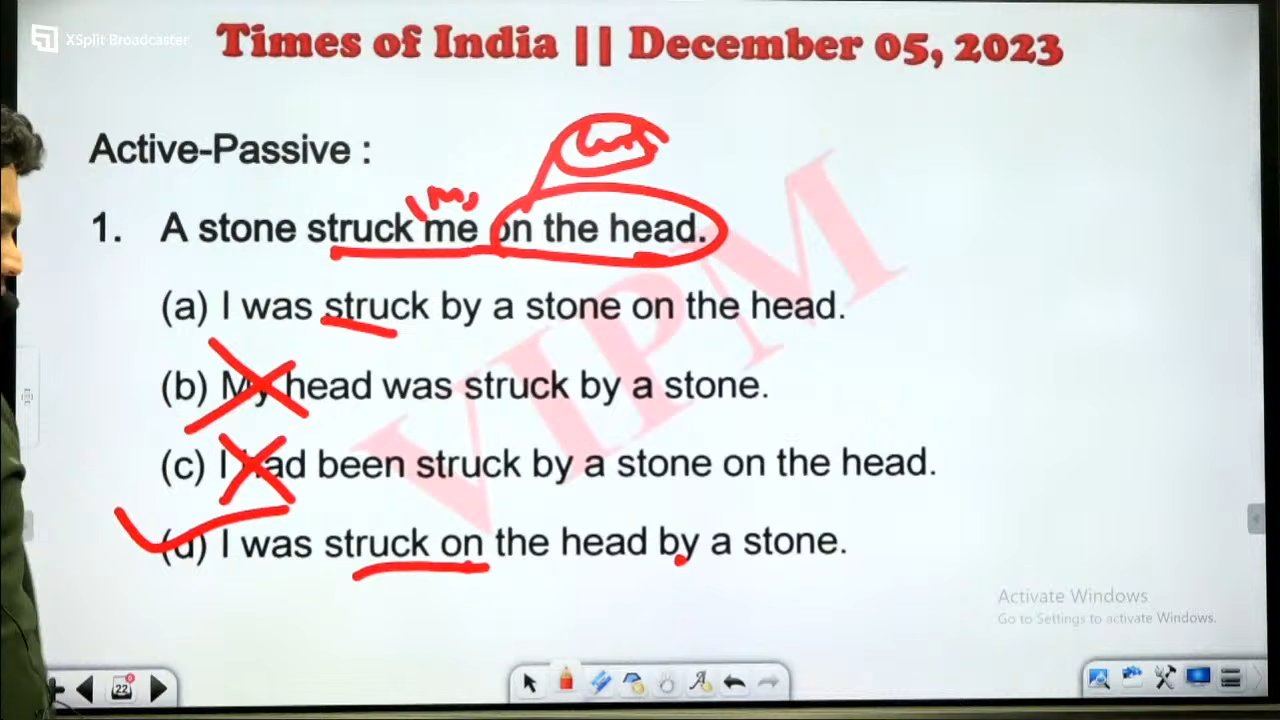 XSplit Broadcaster
Times of India || December 05, 2023
Active-Passive :
1. A stone struck me on the head.
(a) I was struck by a stone on the head.
(b) My head was struck by a stone.
(c) I had been struck by a stone on the head.
(d) I was struck on the head by a stone.
VIPM
Activate Windows
Go to Settings to activate Windows.
22